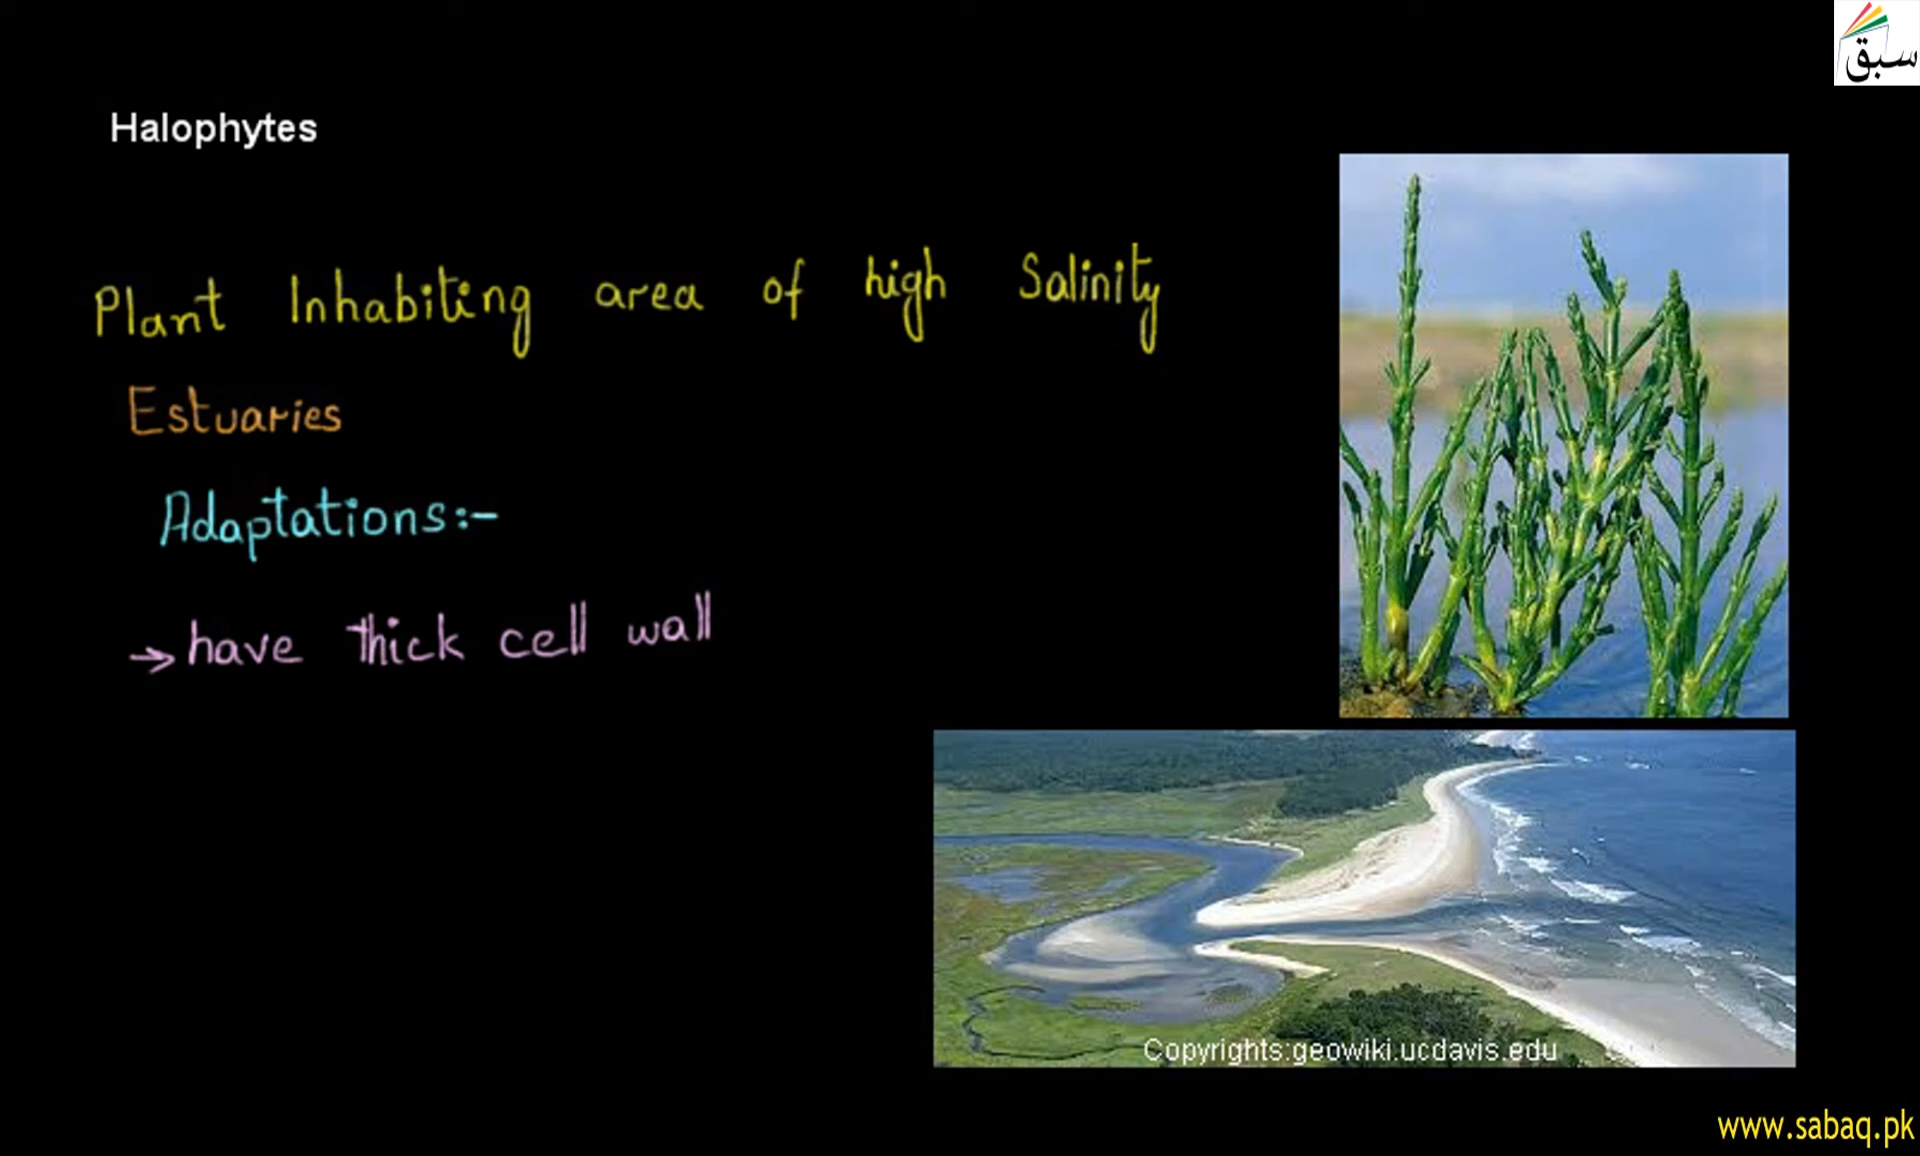 سبق
Halophytes
Plant Inhabiting area of high Salinity
Estuaries
Adaptations:-
→ have thick cell wall
Copyrights:geowiki.ucdavis.edu
www.sabaq.pk